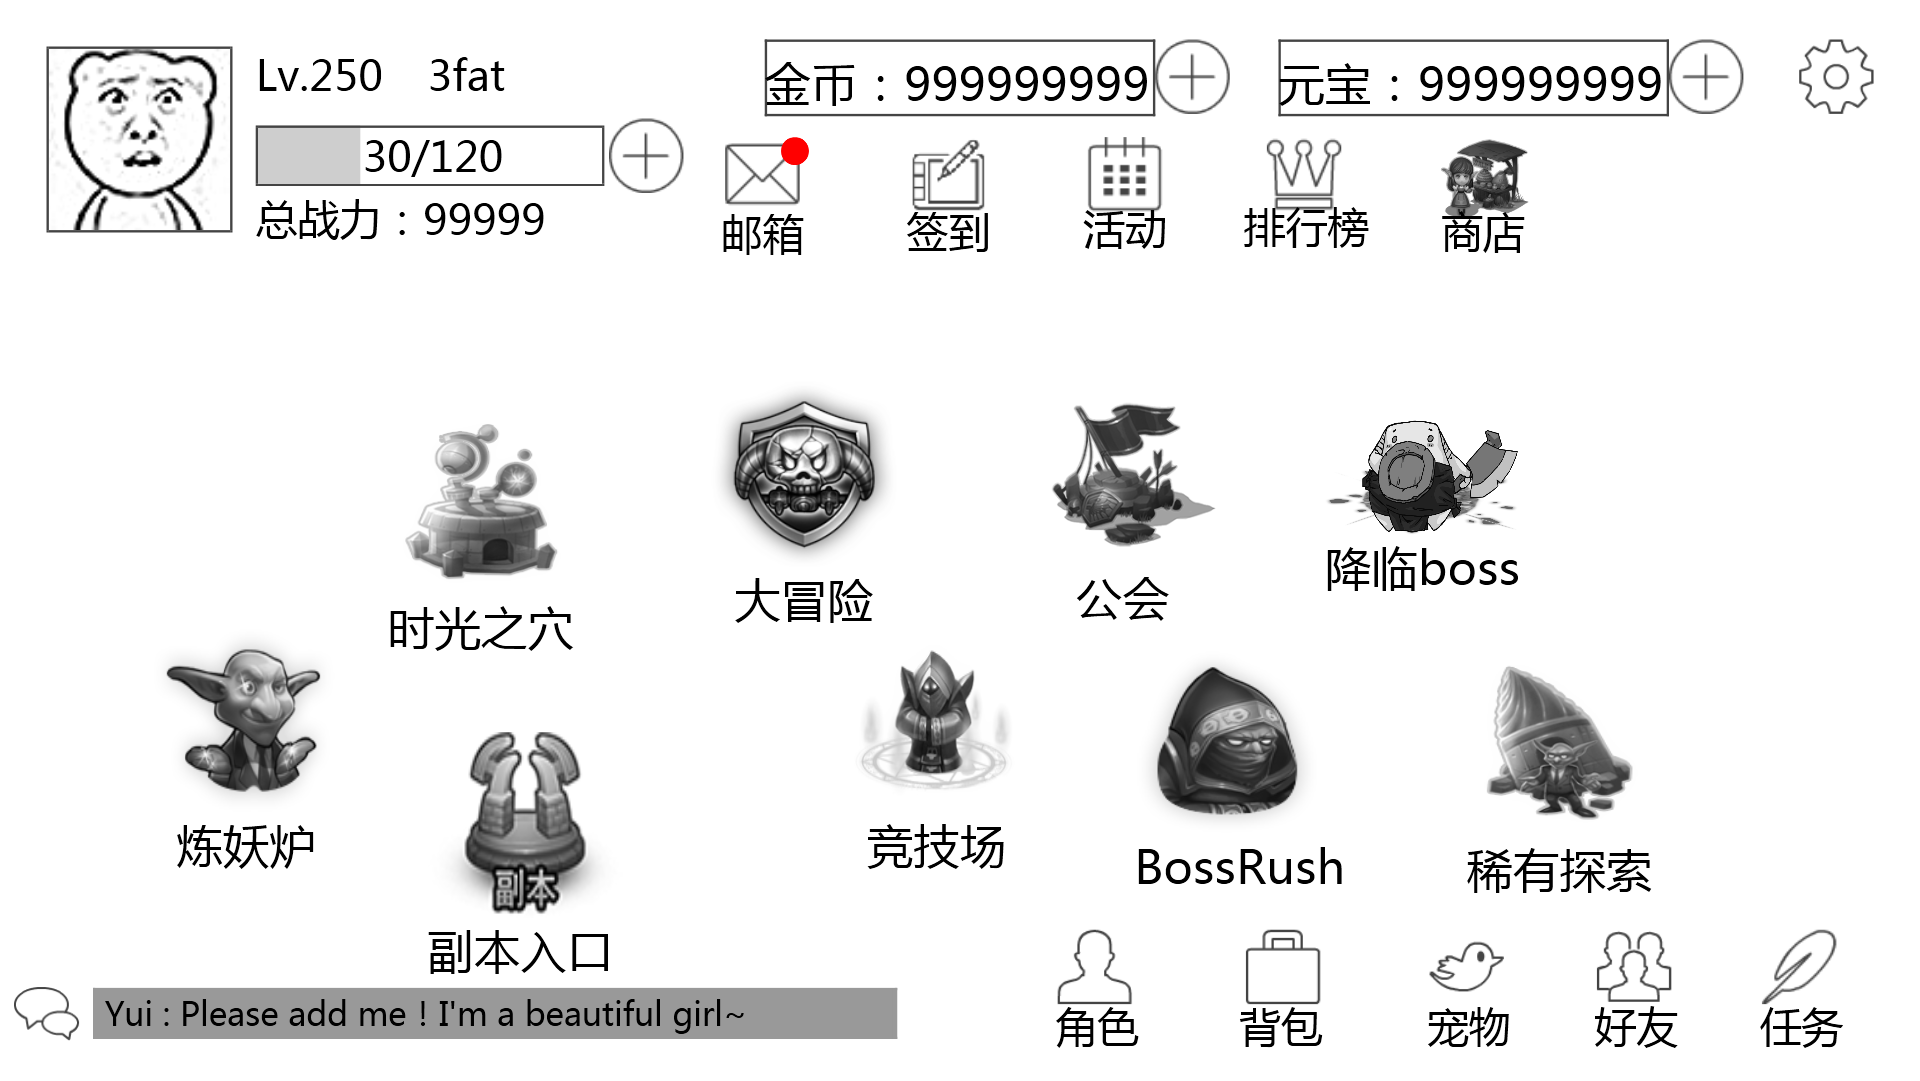 Lv.250 3fat
金币：999999999
元宝：999999999
30/120
总战力：99999
邮箱
签到
活动
排行榜
商店
时光之穴
大冒险
公会
降临boss
炼妖炉
副本
副本入口
竞技场
BossRush
稀有探索
Yui : Please add me ! I'm a beautiful girl~
角色
背包
宠物
好友
任务